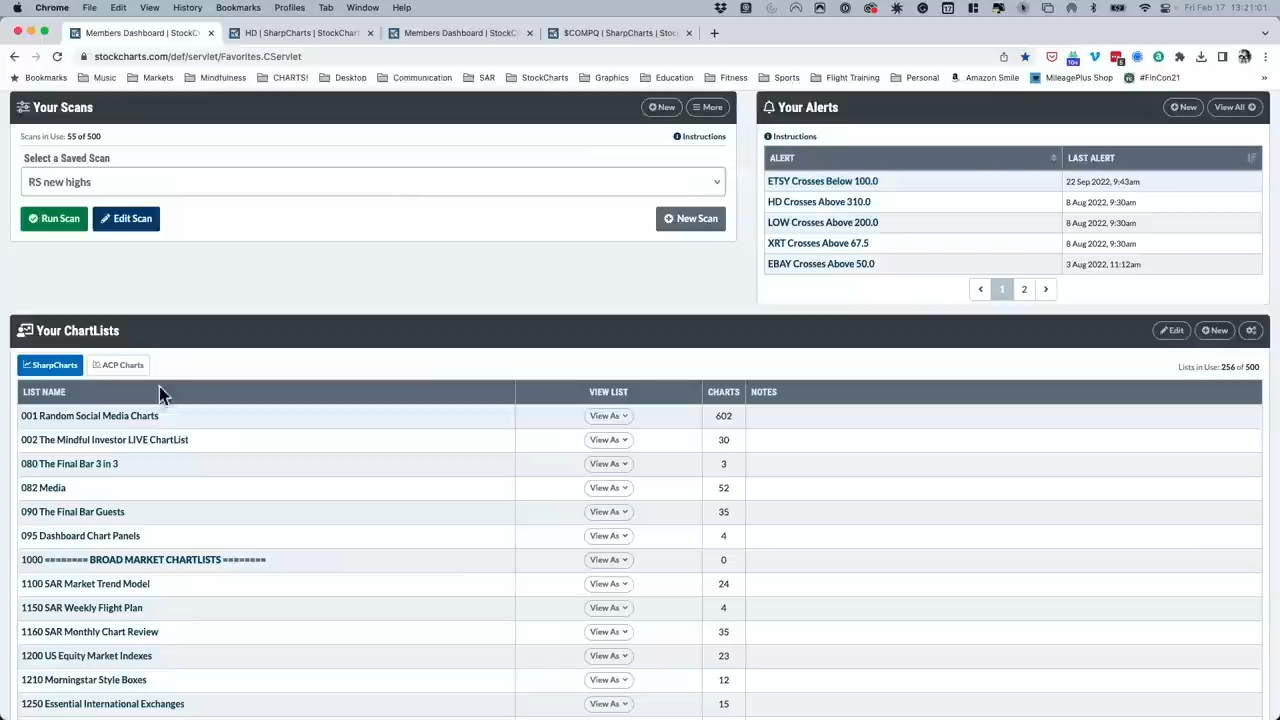 Chrome File Edit View History Bookmarks Profiles Tab Window Help Fri Feb 17 13:21:01
Members Dashboard | StockC × HD | SharpCharts | StockChart × Members Dashboard | StockC × $COMPQ | SharpCharts | Stock ×
stockcharts.com/def/servlet/Favorites.CServlet
Bookmarks Music Markets Mindfulness CHARTS! Desktop Communication SAR StockCharts Graphics Education Fitness Sports Flight Training Personal Amazon Smile MileagePlus Shop #FinCon21 »
Your Scans New More
Scans in Use: 55 of 500 Instructions
Select a Saved Scan
RS new highs
Run Scan Edit Scan New Scan
Your Alerts New View All
Instructions
ALERT LAST ALERT
ETSY Crosses Below 100.0 22 Sep 2022, 9:43am
HD Crosses Above 310.0 8 Aug 2022, 9:30am
LOW Crosses Above 200.0 8 Aug 2022, 9:30am
XRT Crosses Above 67.5 8 Aug 2022, 9:30am
EBAY Crosses Above 50.0 3 Aug 2022, 11:12am
1 2
Your ChartLists Edit New
SharpCharts ACP Charts Lists in Use: 256 of 500
LIST NAME VIEW LIST CHARTS NOTES
001 Random Social Media Charts View As 602
002 The Mindful Investor LIVE ChartList View As 30
080 The Final Bar 3 in 3 View As 3
082 Media View As 52
090 The Final Bar Guests View As 35
095 Dashboard Chart Panels View As 4
1000 ======== BROAD MARKET CHARTLISTS ======== View As 0
1100 SAR Market Trend Model View As 24
1150 SAR Weekly Flight Plan View As 4
1160 SAR Monthly Chart Review View As 35
1200 US Equity Market Indexes View As 23
1210 Morningstar Style Boxes View As 12
1250 Essential International Exchanges View As 15